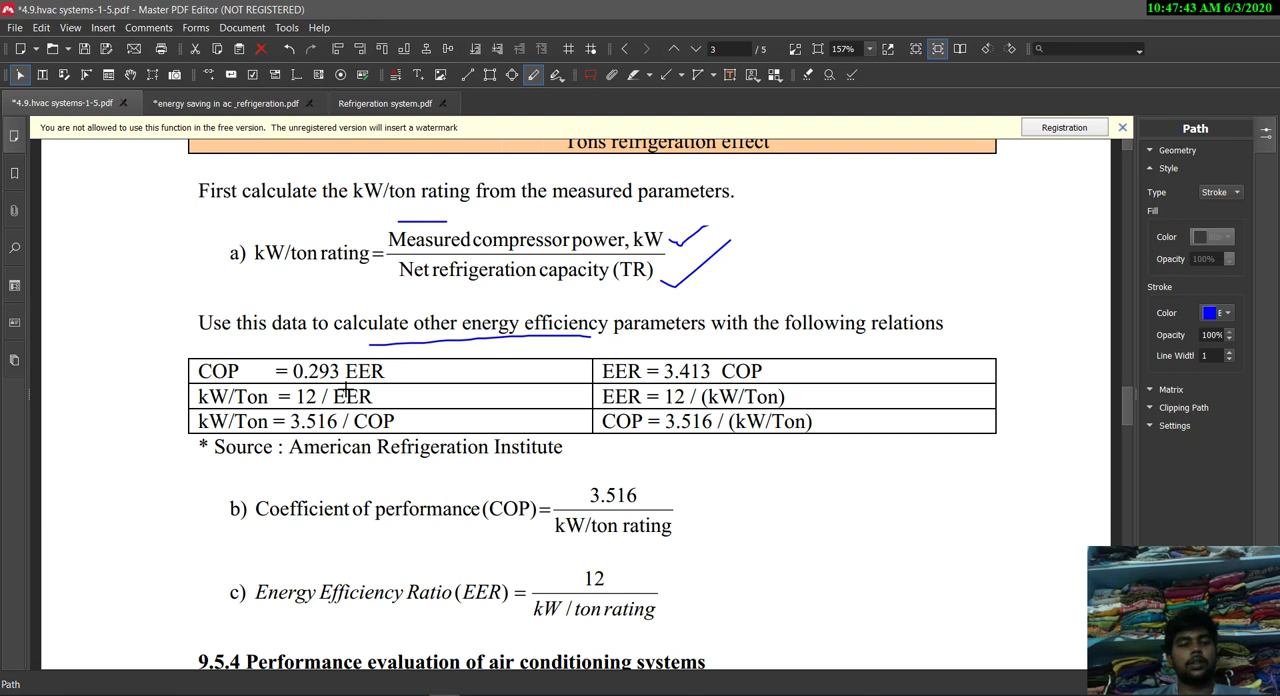 *4.9.hvac systems-1-5.pdf - Master PDF Editor (NOT REGISTERED)
10:47:43 AM 6/3/2020
File Edit View Insert Comments Forms Document Tools Help
3 / 5 157%
*4.9.hvac systems-1-5.pdf *energy saving in ac _refrigeration.pdf Refrigeration system.pdf
You are not allowed to use this function in the free version. The unregistered version will insert a watermark
Registration
Path
Geometry
Style
Type Stroke
Fill
Color
Opacity 100%
Stroke
Color
Opacity 100%
Line Widtl 1
Matrix
Clipping Path
Settings
Tons refrigeration effect
First calculate the kW/ton rating from the measured parameters.
a) kW/ton rating = Measured compressor power, kW
Net refrigeration capacity (TR)
Use this data to calculate other energy efficiency parameters with the following relations
COP = 0.293 EER EER = 3.413 COP
kW/Ton = 12 / EER EER = 12 / (kW/Ton)
kW/Ton = 3.516 / COP COP = 3.516 / (kW/Ton)
* Source : American Refrigeration Institute
b) Coefficient of performance (COP) = 3.516
kW/ton rating
c) Energy Efficiency Ratio (EER) = 12
kW / ton rating
9.5.4 Performance evaluation of air conditioning systems
Path